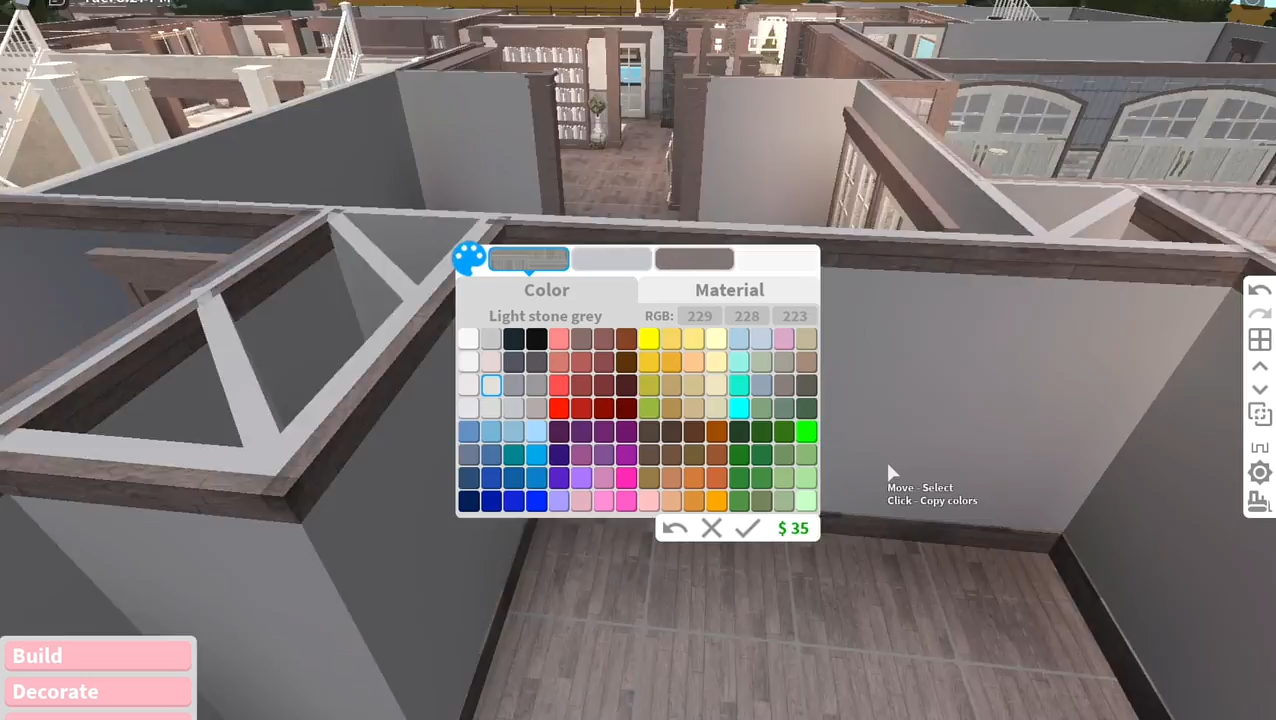 Color
Material
Light stone grey
RGB: 229 228 223
Move - Select
Click - Copy colors
$ 35
Build
Decorate